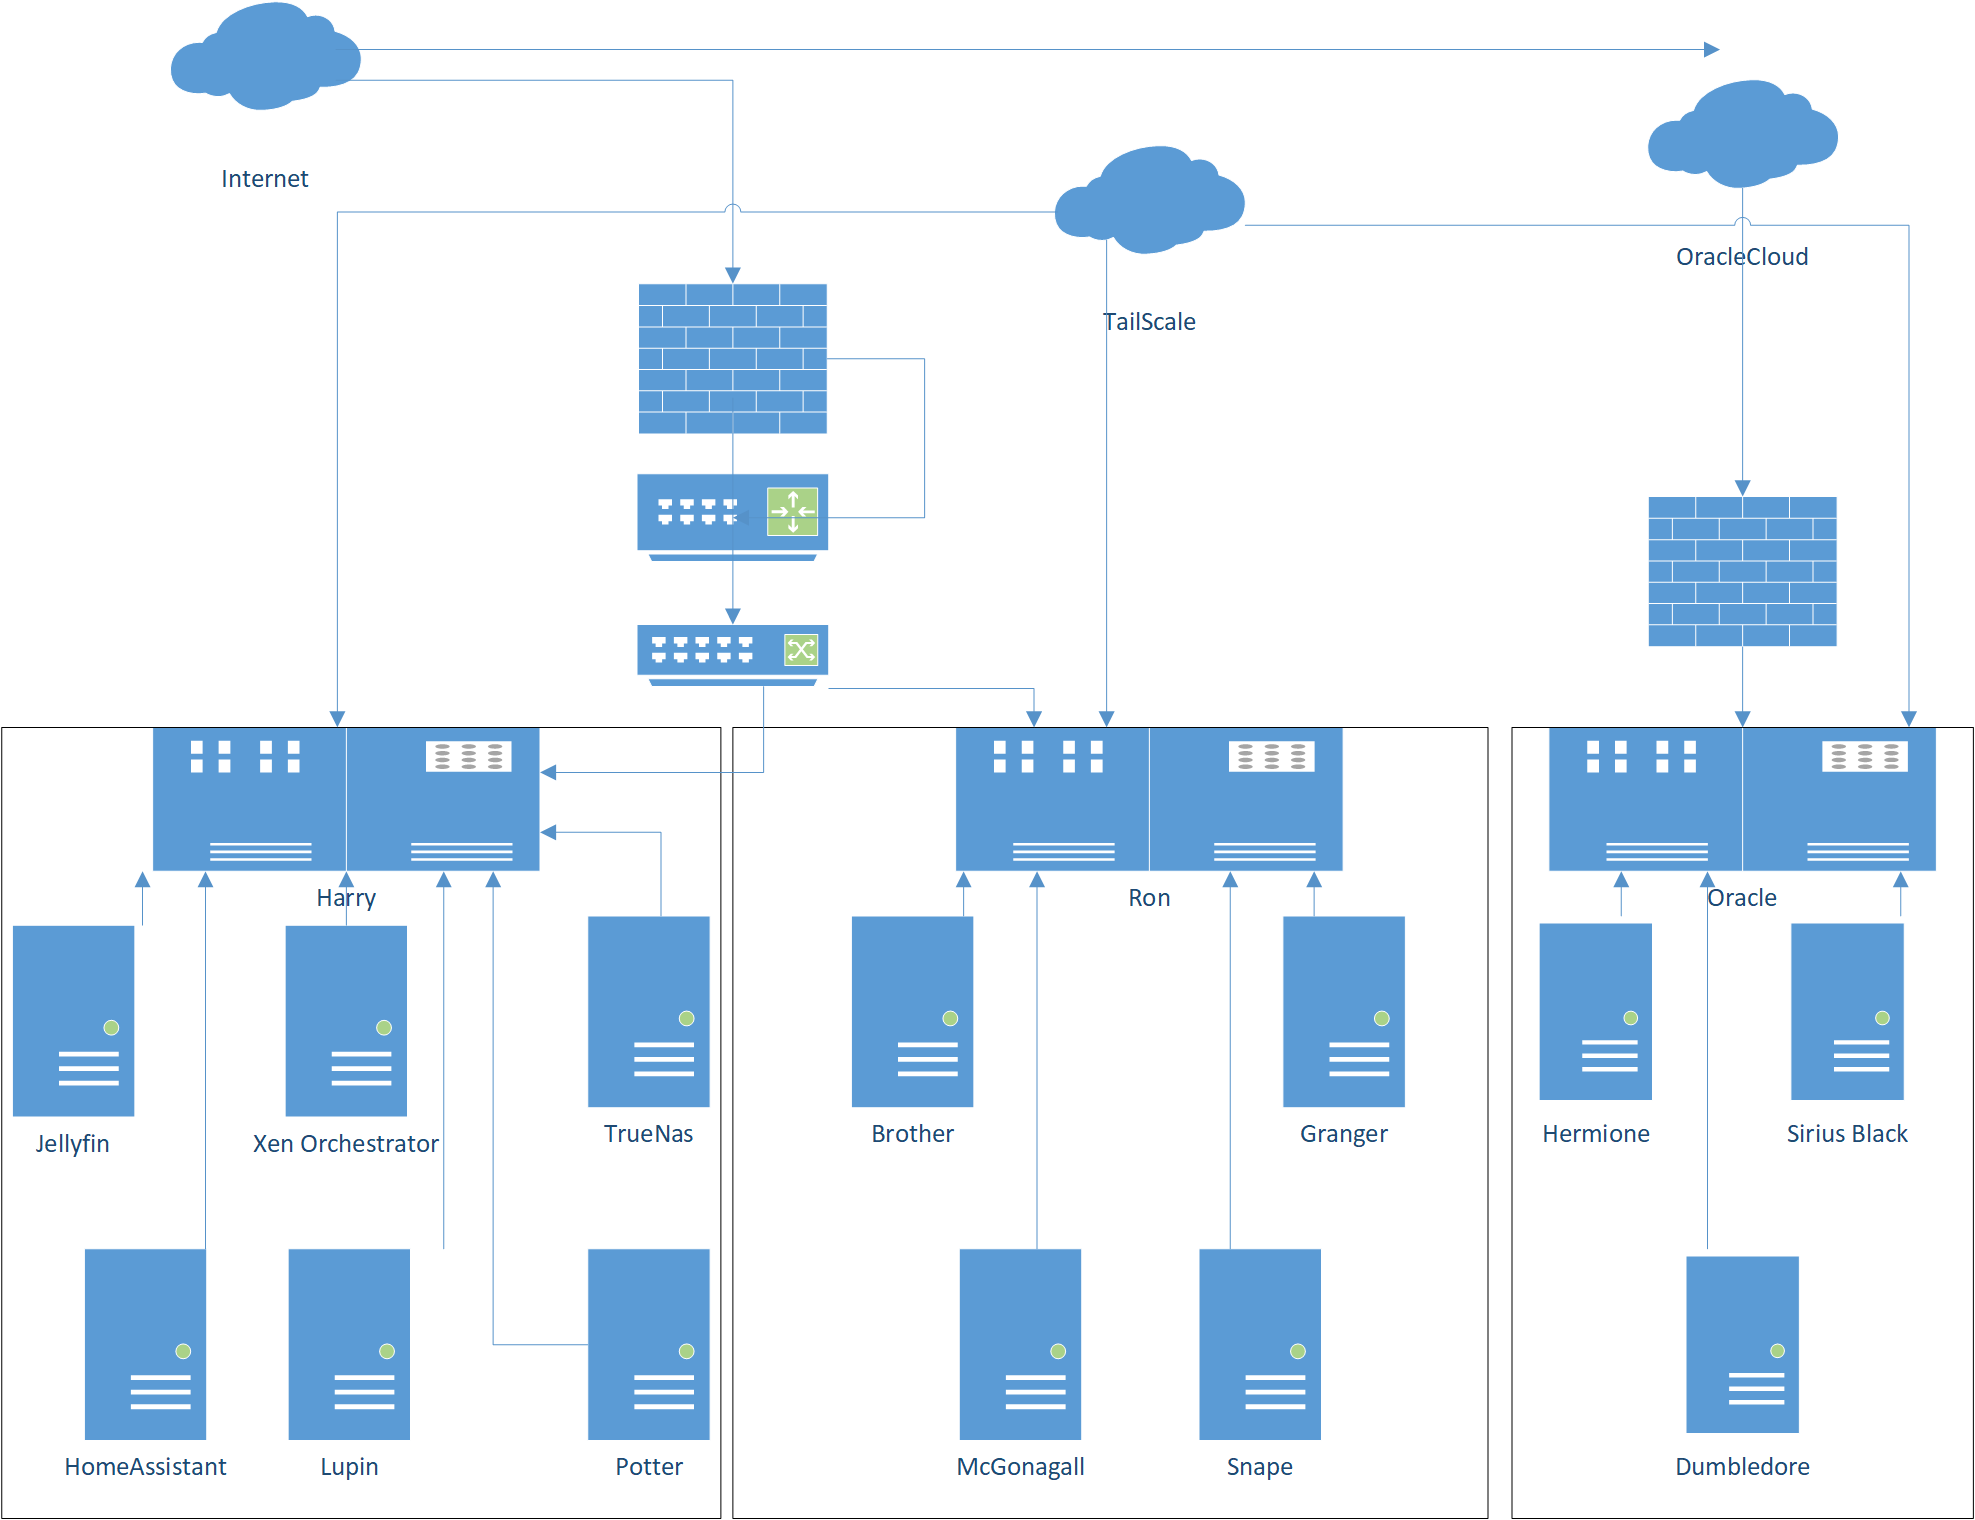 Internet
OracleCloud
TailScale
Harry
Ron
Oracle
Jellyfin
Xen Orchestrator
TrueNas
Brother
Granger
Hermione
Sirius Black
HomeAssistant
Lupin
Potter
McGonagall
Snape
Dumbledore